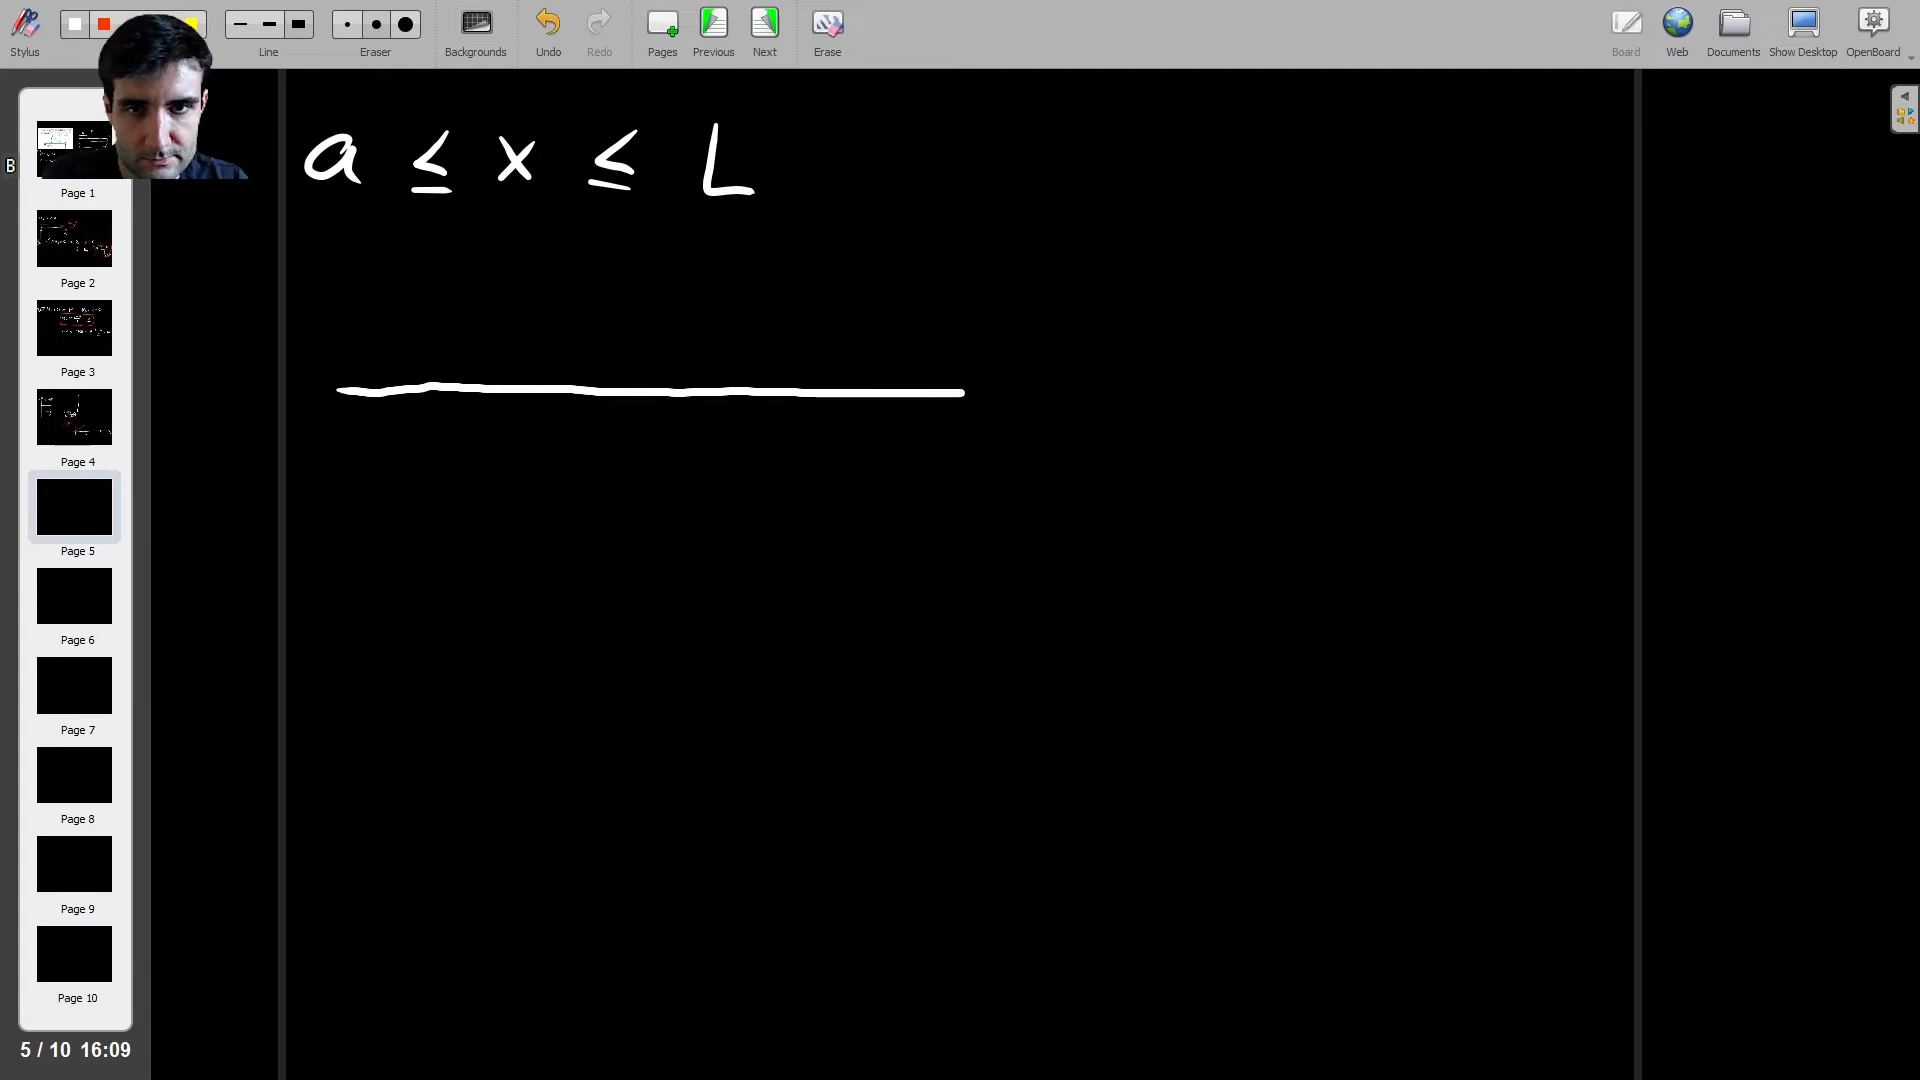 Stylus
Line
Eraser
Backgrounds
Undo
Redo
Pages
Previous
Next
Erase
Board
Web
Documents
Show Desktop
OpenBoard
a ≤ x ≤ L
B
Page 1
Page 2
Page 3
Page 4
Page 5
Page 6
Page 7
Page 8
Page 9
Page 10
5 / 10 16:09